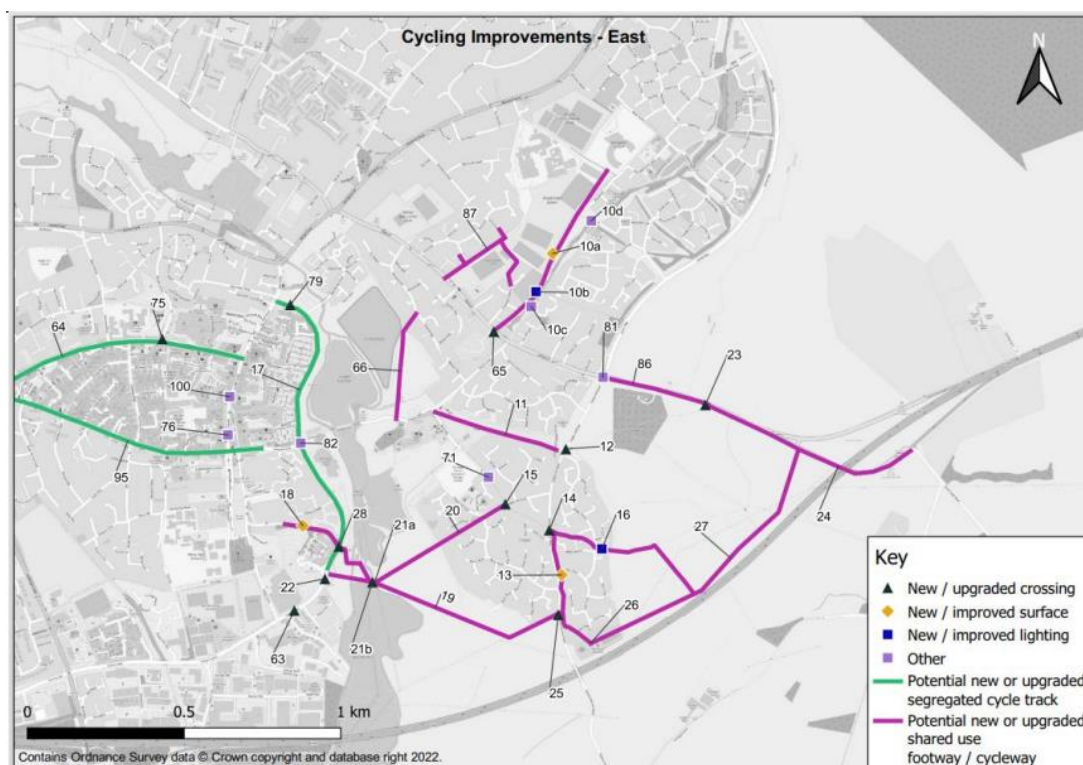 Cycling Improvements - East
N
87
10d
10a
79
10b
75
10c
81
64
86
23
17
66
65
100
11
76
82
12
95
71
15
14
18
28
20
16
21a
27
24
13
22
19
26
63
21b
25
0
0.5
1 km
Key
New / upgraded crossing
New / improved surface
New / improved lighting
Other
Potential new or upgraded
segregated cycle track
Potential new or upgraded
shared use
footway / cycleway
Contains Ordnance Survey data © Crown copyright and database right 2022.